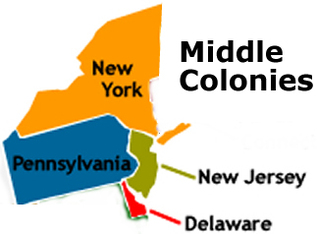 Middle
Colonies
New
York
Pennsylvania
New Jersey
Delaware